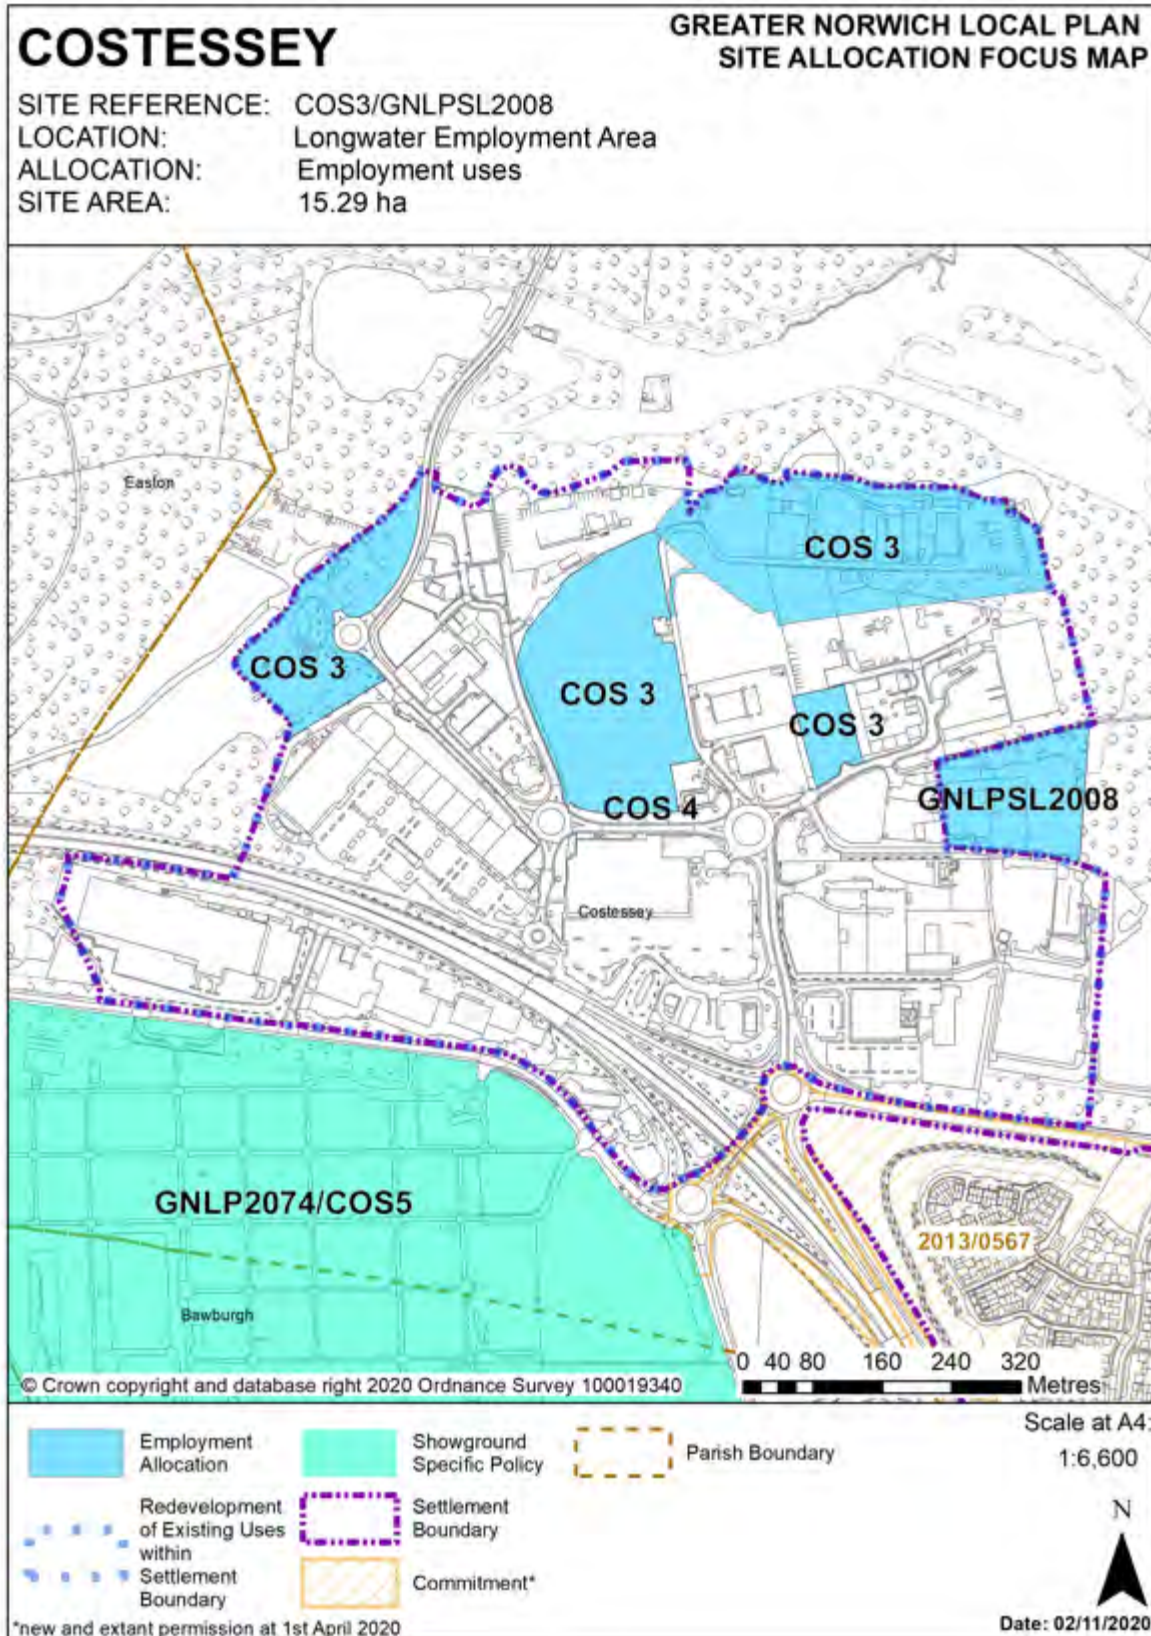 COSTESSEY
GREATER NORWICH LOCAL PLAN
SITE ALLOCATION FOCUS MAP
SITE REFERENCE: COS3/GNLPSL2008
LOCATION: Longwater Employment Area
ALLOCATION: Employment uses
SITE AREA: 15.29 ha
Easton
COS 3
COS 3
COS 3
COS 3
GNLPSL2008
COS 4
Costessey
GNLP2074/COS5
2013/0567
Bawburgh
0 40 80 160 240 320
Metres
© Crown copyright and database right 2020 Ordnance Survey 100019340
Employment
Allocation
Showground
Specific Policy
Parish Boundary
Scale at A4:
1:6,600
Redevelopment
of Existing Uses
within
Settlement
Boundary
Settlement
Boundary
Commitment*
N
*new and extant permission at 1st April 2020
Date: 02/11/2020